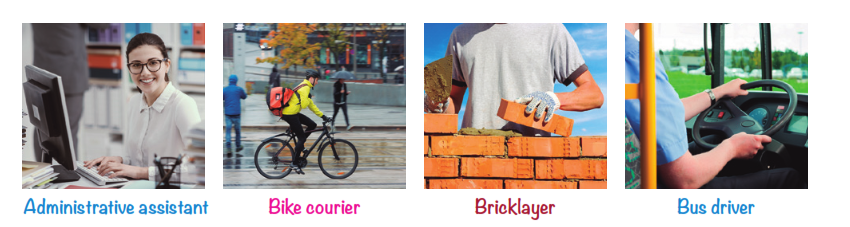 Administrative assistant
Bike courier
Bricklayer
Bus driver